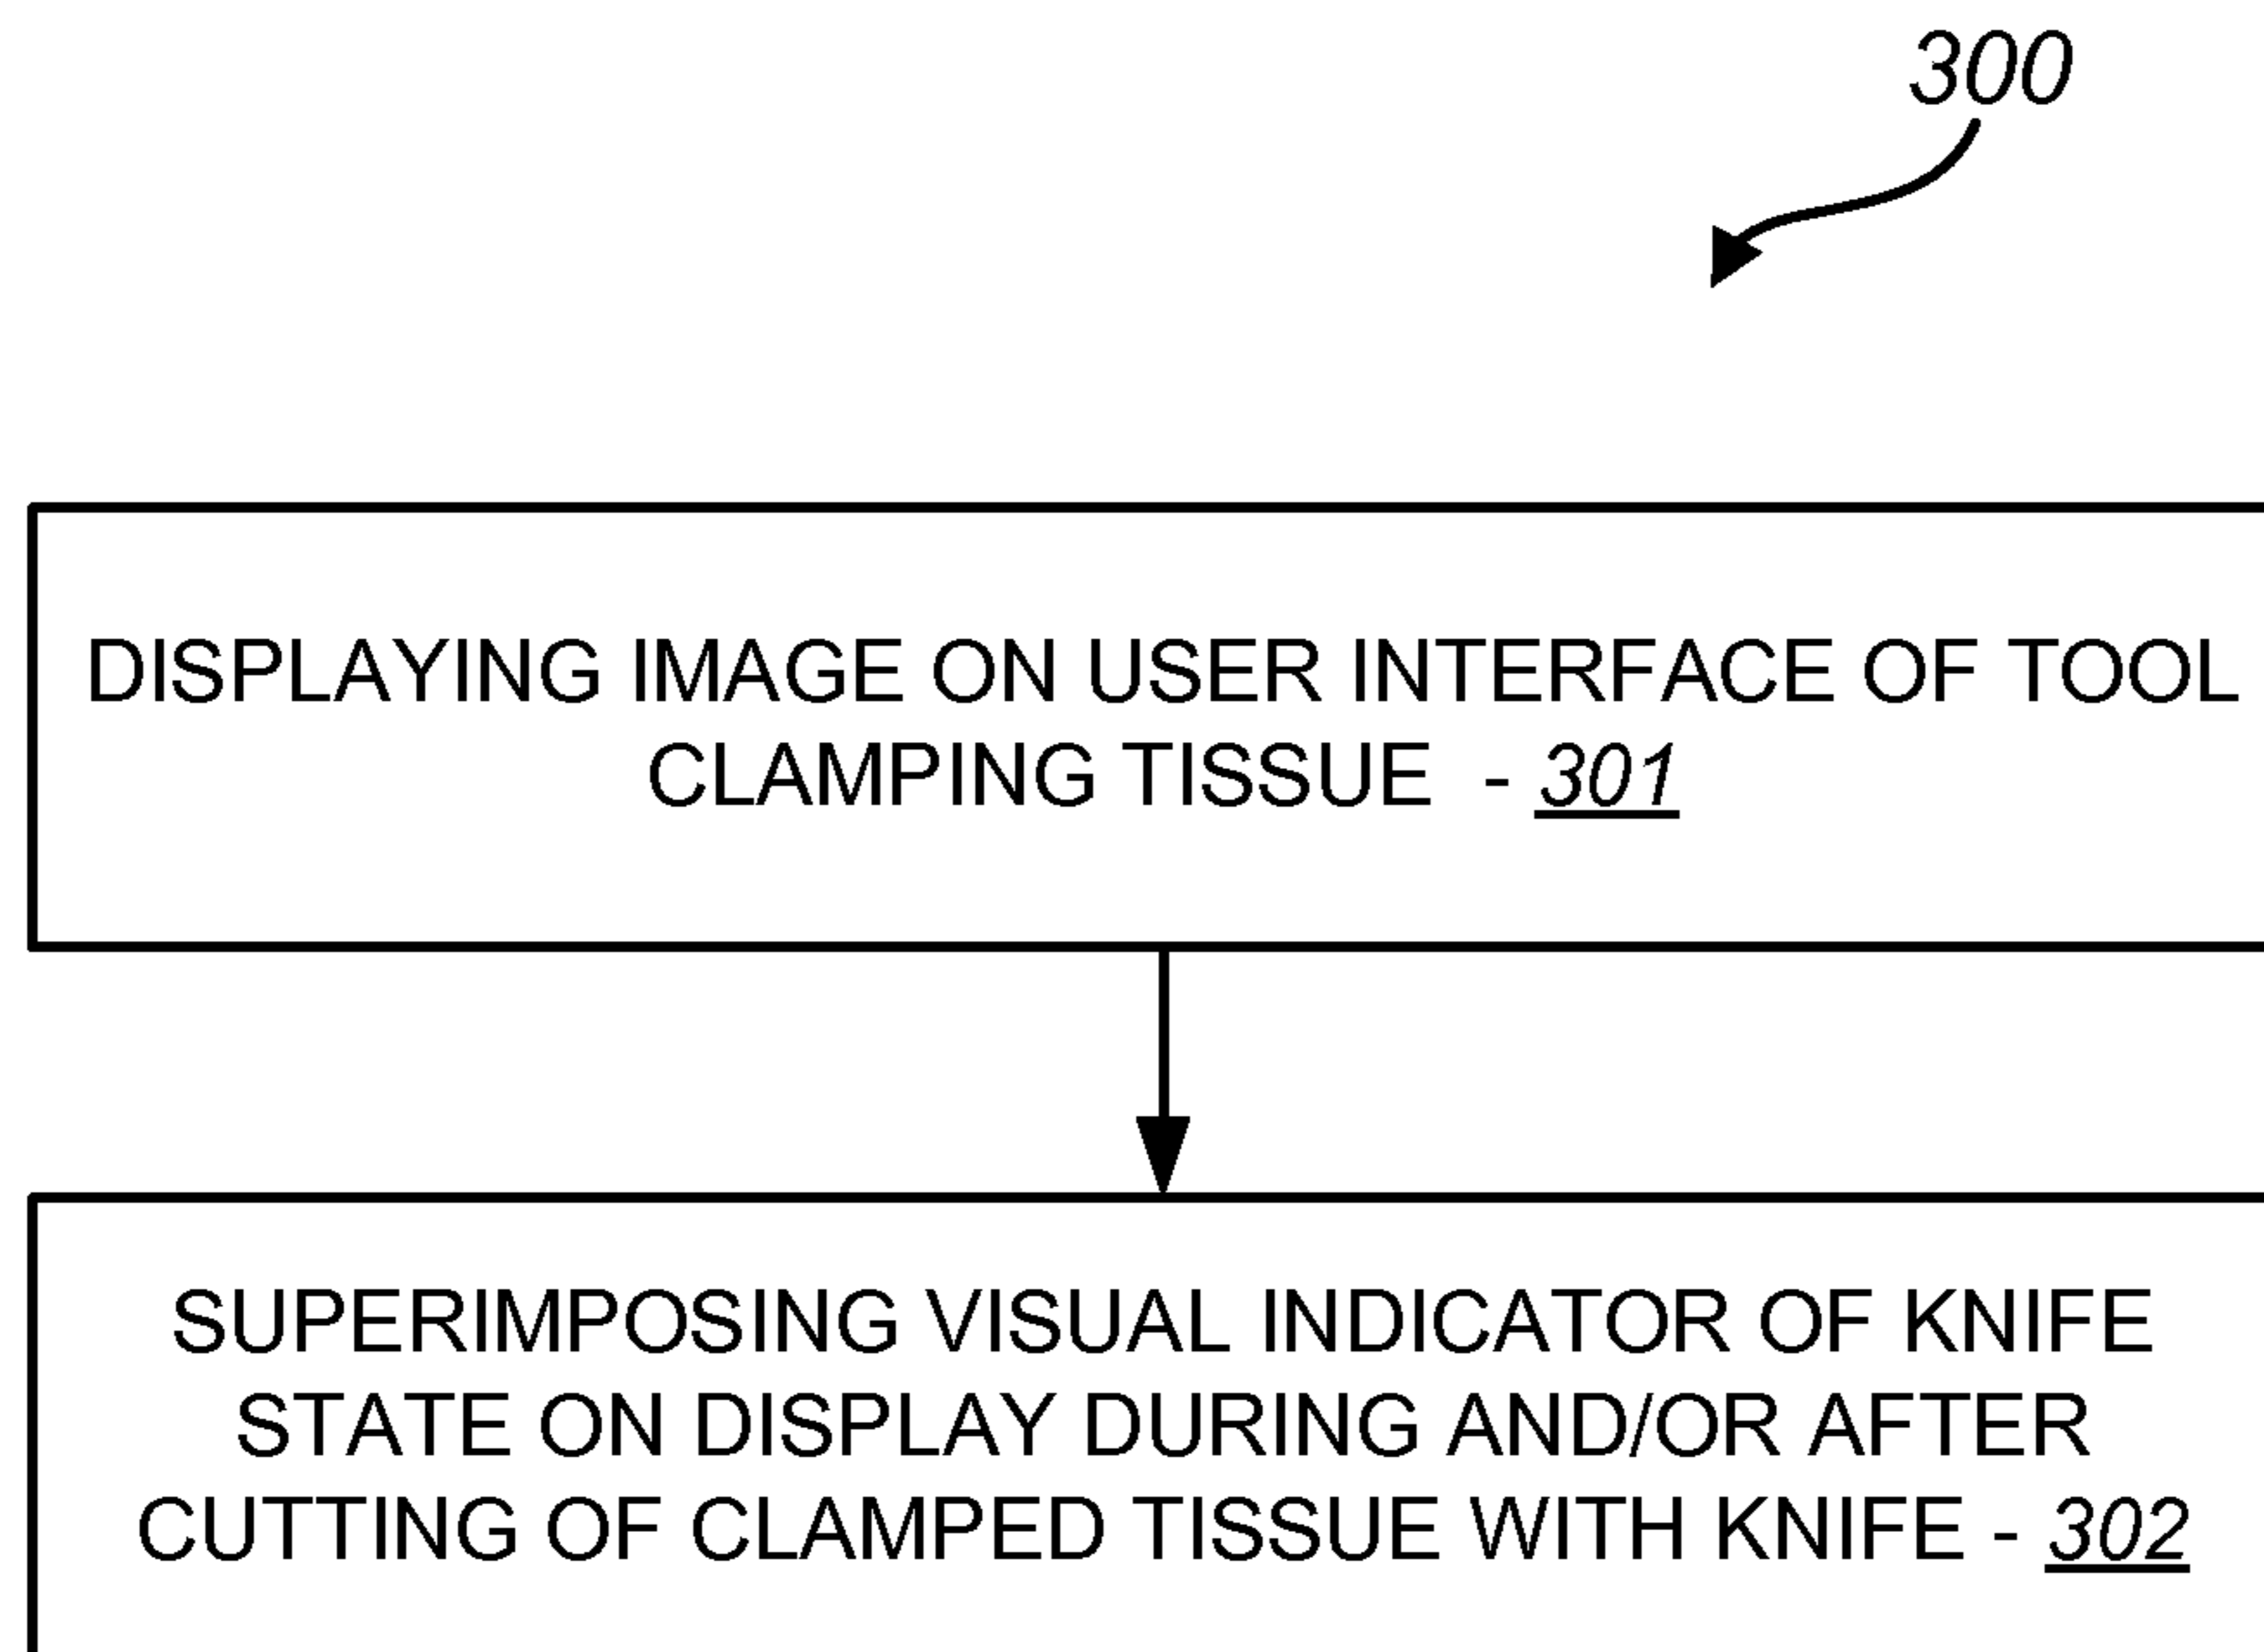 300
DISPLAYING IMAGE ON USER INTERFACE OF TOOL
CLAMPING TISSUE - 301
SUPERIMPOSING VISUAL INDICATOR OF KNIFE
STATE ON DISPLAY DURING AND/OR AFTER
CUTTING OF CLAMPED TISSUE WITH KNIFE - 302